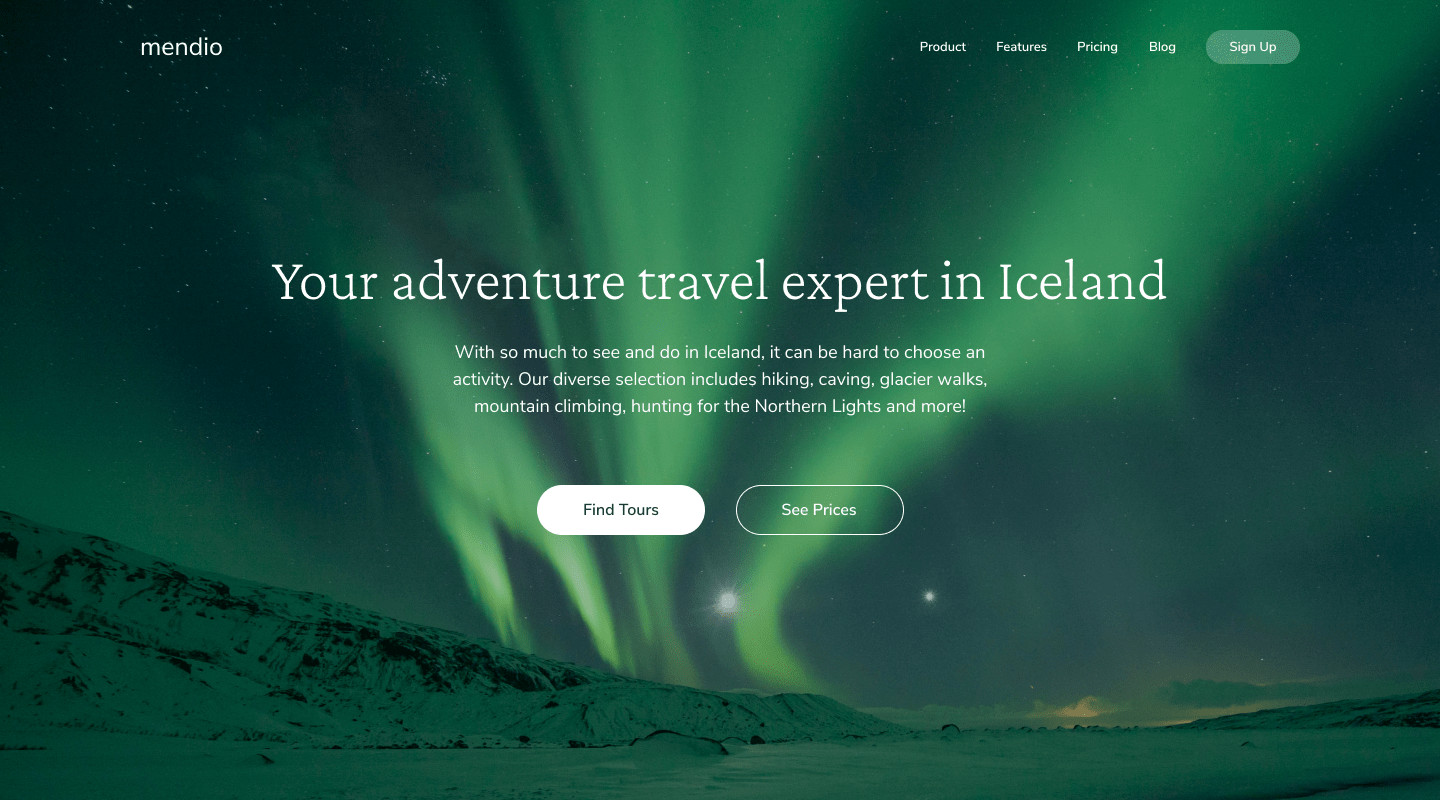 mendio
Product Features Pricing Blog Sign Up
Your adventure travel expert in Iceland
With so much to see and do in Iceland, it can be hard to choose an
activity. Our diverse selection includes hiking, caving, glacier walks,
mountain climbing, hunting for the Northern Lights and more!
Find Tours See Prices